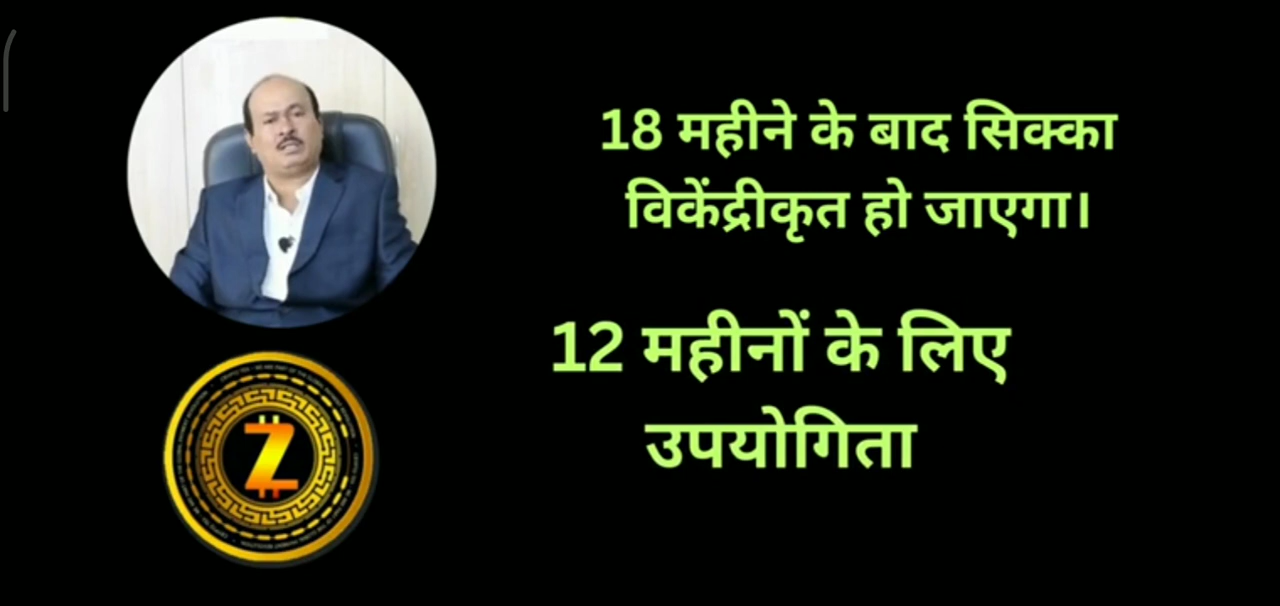 18 महीने के बाद सिक्का
विकेंद्रीकृत हो जाएगा।
12 महीनों के लिए
उपयोगिता
Z